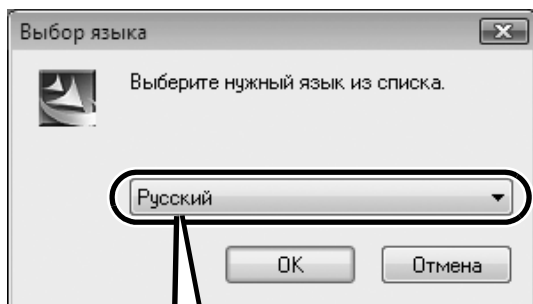 Выбор языка
Выберите нужный язык из списка.
Русский
OK
Отмена